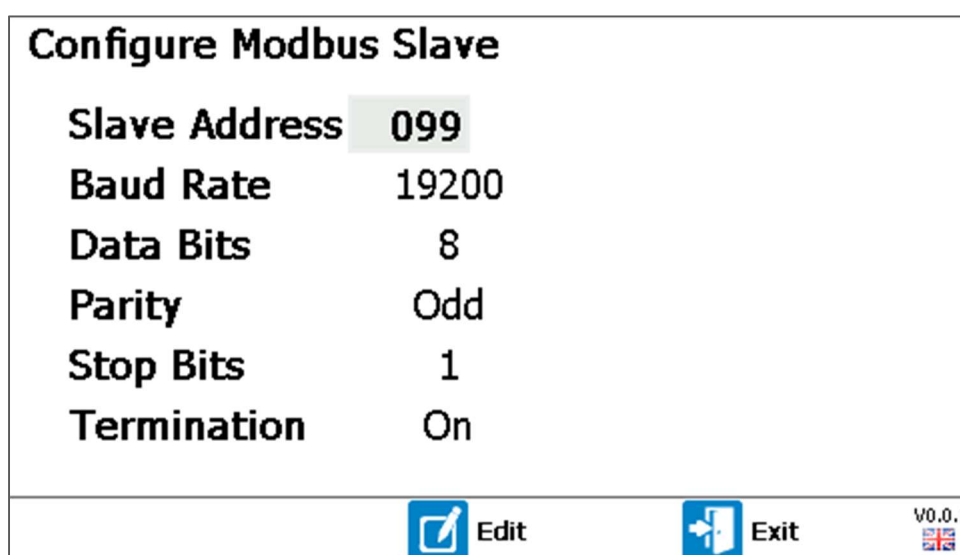 Configure Modbus Slave
Slave Address 099
Baud Rate 19200
Data Bits 8
Parity Odd
Stop Bits 1
Termination On
Edit Exit V0.0.